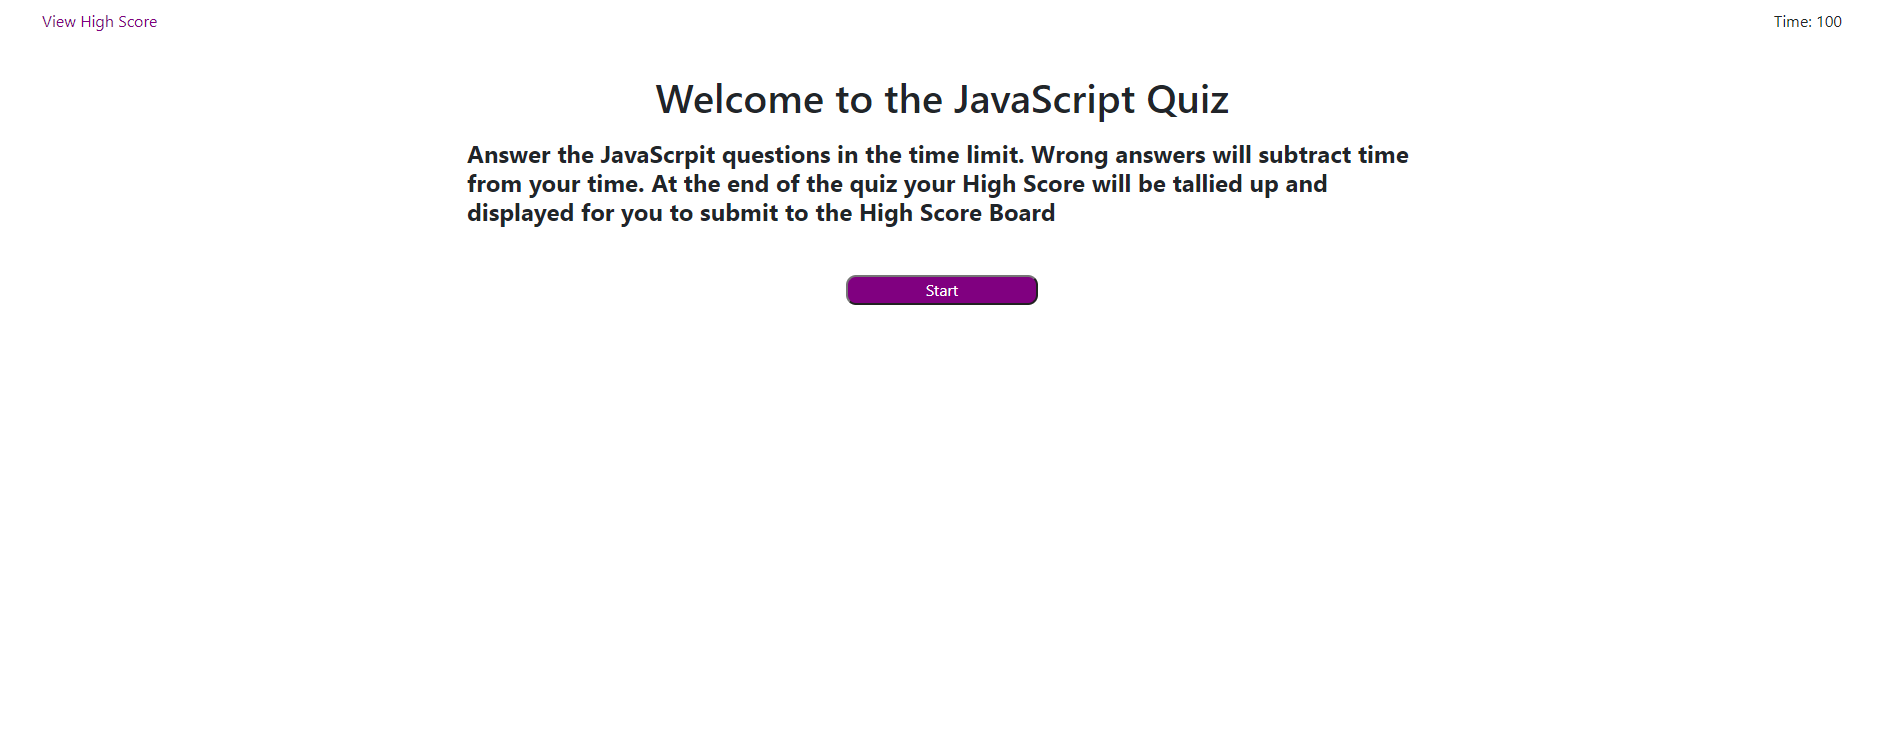 View High Score
Time: 100
Welcome to the JavaScript Quiz
Answer the JavaScrpit questions in the time limit. Wrong answers will subtract time
from your time. At the end of the quiz your High Score will be tallied up and
displayed for you to submit to the High Score Board
Start